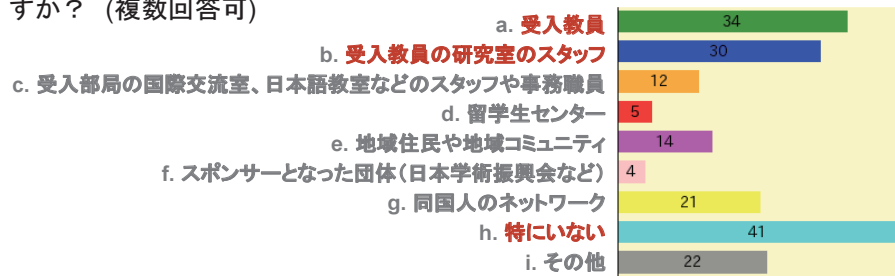 すか？ (複数回答可)
a. 受入教員 34
b. 受入教員の研究室のスタッフ 30
c. 受入部局の国際交流室、日本語教室などのスタッフや事務職員 12
d. 留学生センター 5
e. 地域住民や地域コミュニティ 14
f. スポンサーとなった団体（日本学術振興会など） 4
g. 同国人のネットワーク 21
h. 特にいない 41
i. その他 22